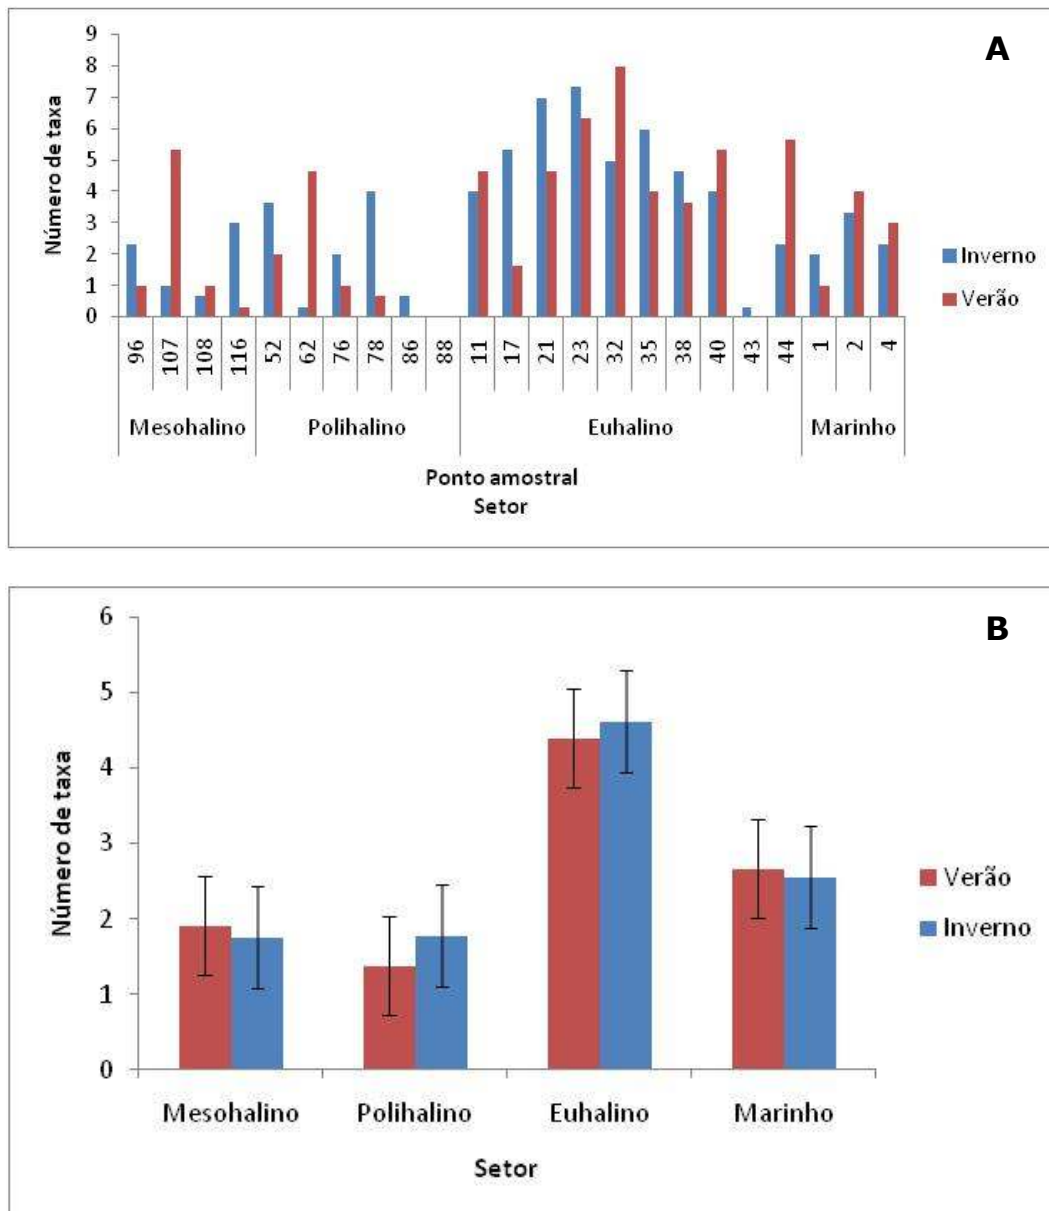 A
Número de taxa
9
8
7
6
5
4
3
2
1
0
Inverno
Verão
96 107 108 116 52 62 76 78 86 88 11 17 21 23 32 35 38 40 43 44 1 2 4
Mesohalino Polihalino Euhalino Marinho
Ponto amostral
Setor
B
Número de taxa
6
5
4
3
2
1
0
Verão
Inverno
Mesohalino Polihalino Euhalino Marinho
Setor